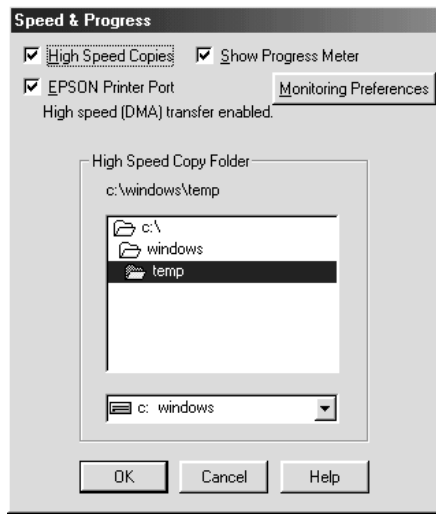 Speed & Progress
High Speed Copies Show Progress Meter
EPSON Printer Port Monitoring Preferences
High speed (DMA) transfer enabled.
High Speed Copy Folder
c:\windows\temp
c:\
windows
temp
c: windows
OK Cancel Help